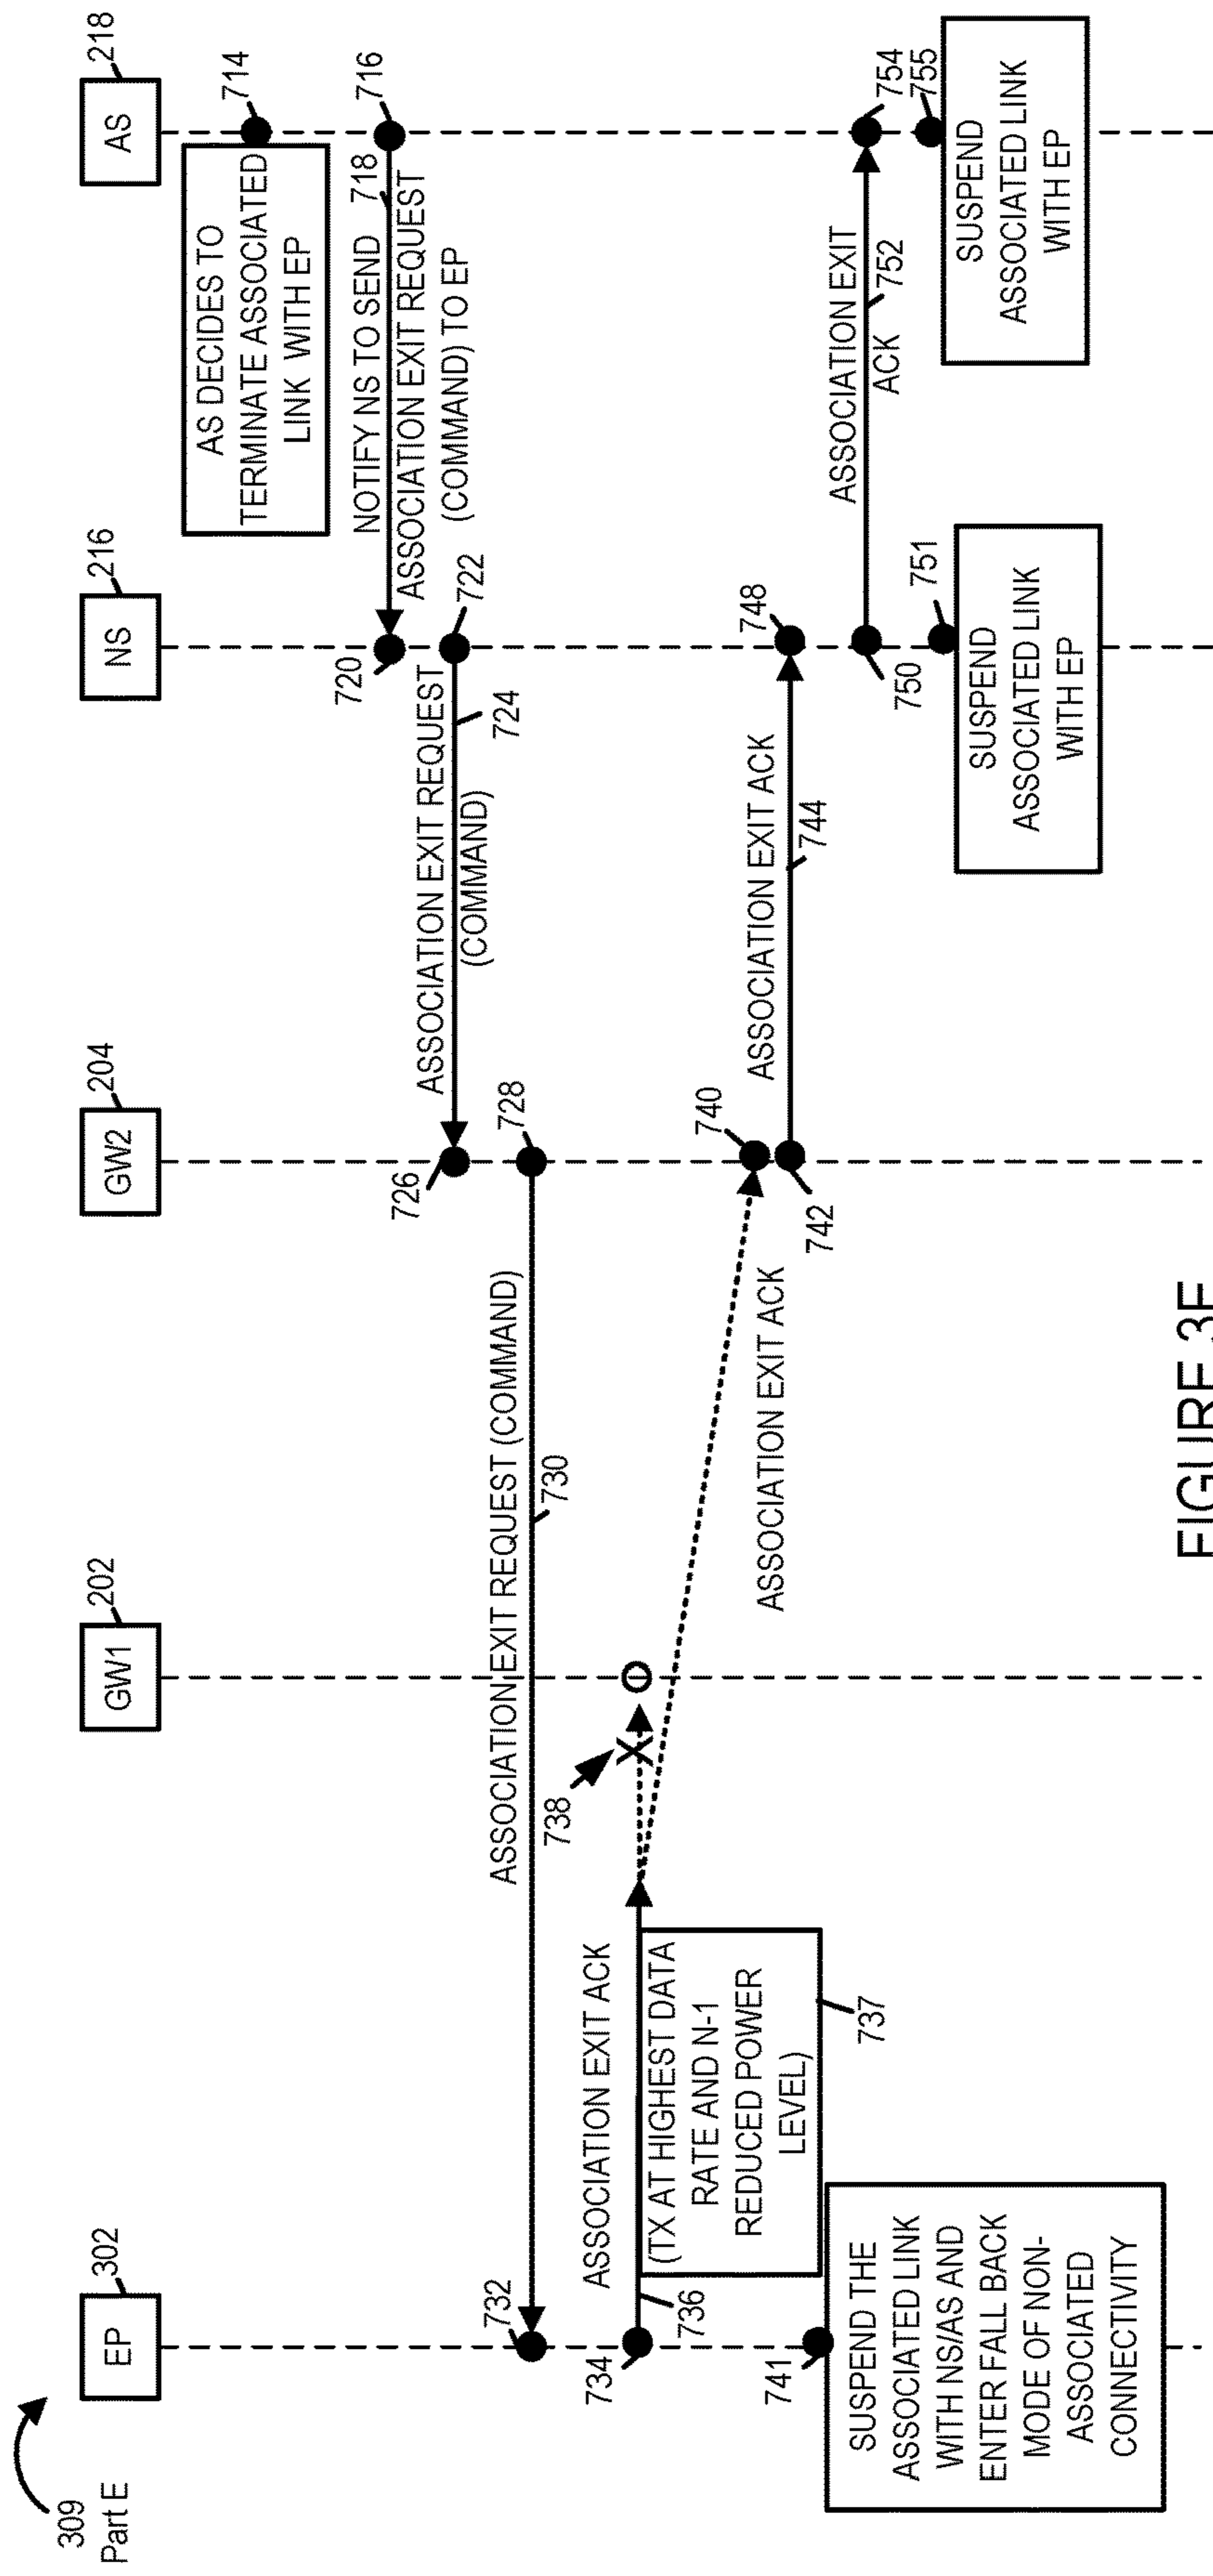 309
Part E
EP
302
GW1
202
GW2
204
NS
216
AS
218
AS DECIDES TO
TERMINATE ASSOCIATED
LINK WITH EP
714
NOTIFY NS TO SEND
718
ASSOCIATION EXIT REQUEST
(COMMAND) TO EP
716
720
722
ASSOCIATION EXIT REQUEST
(COMMAND)
724
726
728
ASSOCIATION EXIT REQUEST (COMMAND)
730
732
734
ASSOCIATION EXIT ACK
736
(TX AT HIGHEST DATA
RATE AND N-1
REDUCED POWER
LEVEL)
737
738
ASSOCIATION EXIT ACK
740
742
741
SUSPEND THE
ASSOCIATED LINK
WITH NS/AS AND
ENTER FALL BACK
MODE OF NON-
ASSOCIATED
CONNECTIVITY
ASSOCIATION EXIT ACK
744
748
750
ASSOCIATION EXIT
ACK
752
754
751
SUSPEND
ASSOCIATED LINK
WITH EP
755
SUSPEND
ASSOCIATED LINK
WITH EP
FIGURE